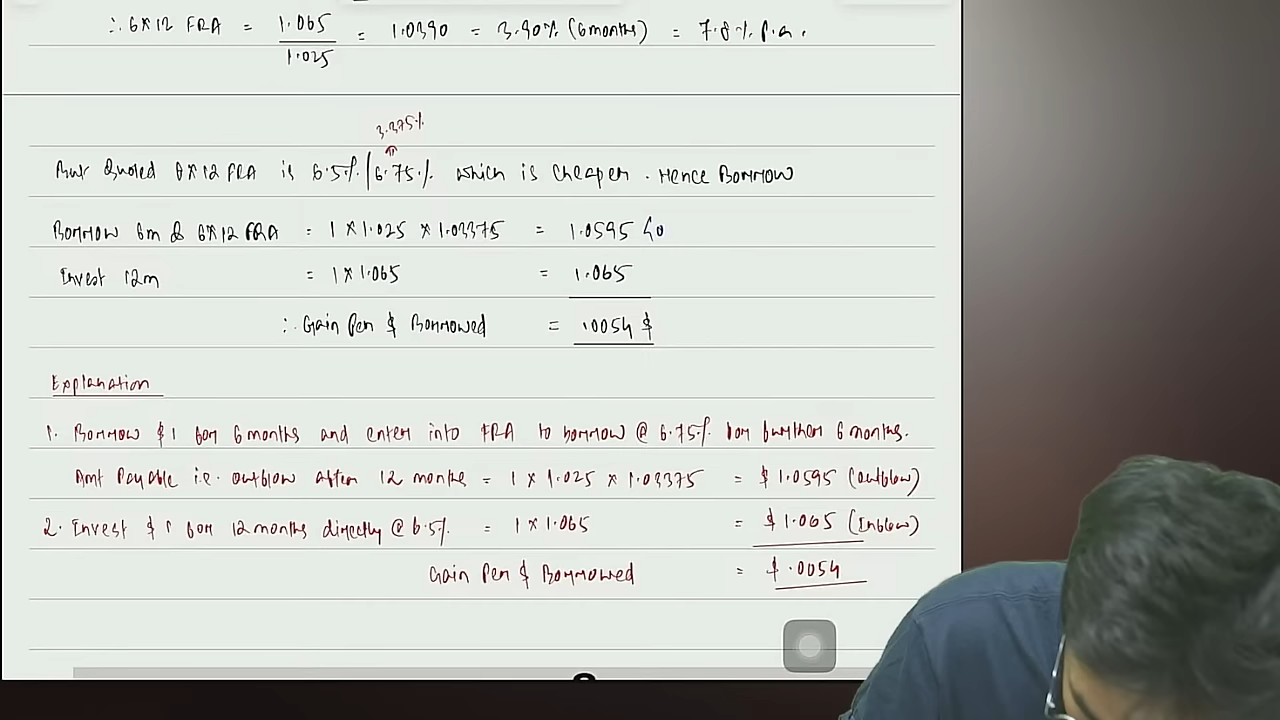 ∴ 6×12 FRA = 1.065 / 1.025 = 1.0390 = 3.90% (6months) = 7.8% P.a.
3.375%
But Quoted 6×12 FRA is 6.5% | 6.75% which is cheaper. Hence Borrow
Borrow 6m & 6×12 FRA = 1 × 1.025 × 1.03375 = 1.0595 40
Invest 12m = 1 × 1.065 = 1.065
∴ Gain Per $ Borrowed = .0054 $
Explanation
1. Borrow $1 for 6 months and enter into FRA to borrow @ 6.75% for further 6 months.
Amt Payable i.e. outflow after 12 months = 1 × 1.025 × 1.03375 = $ 1.0595 (outflow)
2. Invest $1 for 12 months directly @ 6.5% = 1 × 1.065 = $ 1.065 (Inflow)
Gain Per $ Borrowed = $ .0054